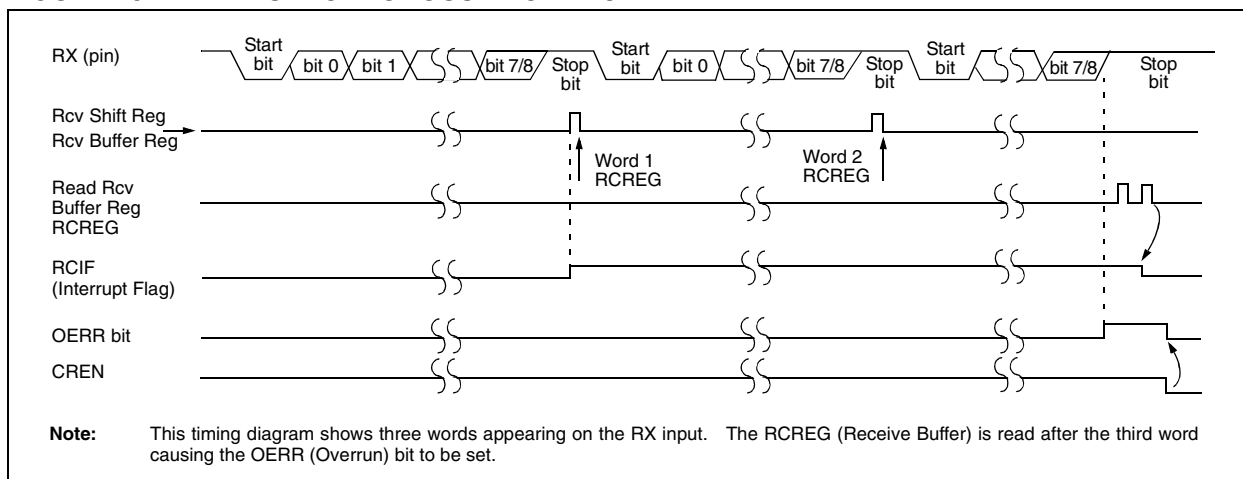 RX (pin)
Start
bit
bit 0
bit 1
bit 7/8
Stop
bit
Start
bit
bit 0
bit 7/8
Stop
bit
Start
bit
bit 7/8
Stop
bit
Rcv Shift Reg
Rcv Buffer Reg
Word 1
RCREG
Word 2
RCREG
Read Rcv
Buffer Reg
RCREG
RCIF
(Interrupt Flag)
OERR bit
CREN
Note: This timing diagram shows three words appearing on the RX input. The RCREG (Receive Buffer) is read after the third word
causing the OERR (Overrun) bit to be set.